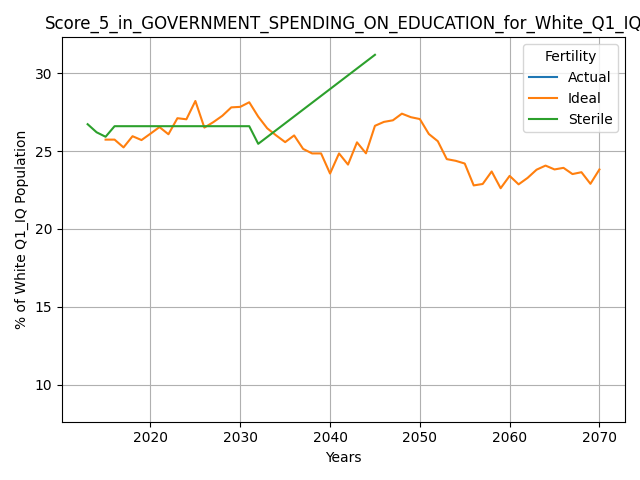 Score_5_in_GOVERNMENT_SPENDING_ON_EDUCATION_for_White_Q1_IQ
Fertility
Actual
Ideal
Sterile
% of White Q1_IQ Population
30
25
20
15
10
2020 2030 2040 2050 2060 2070
Years